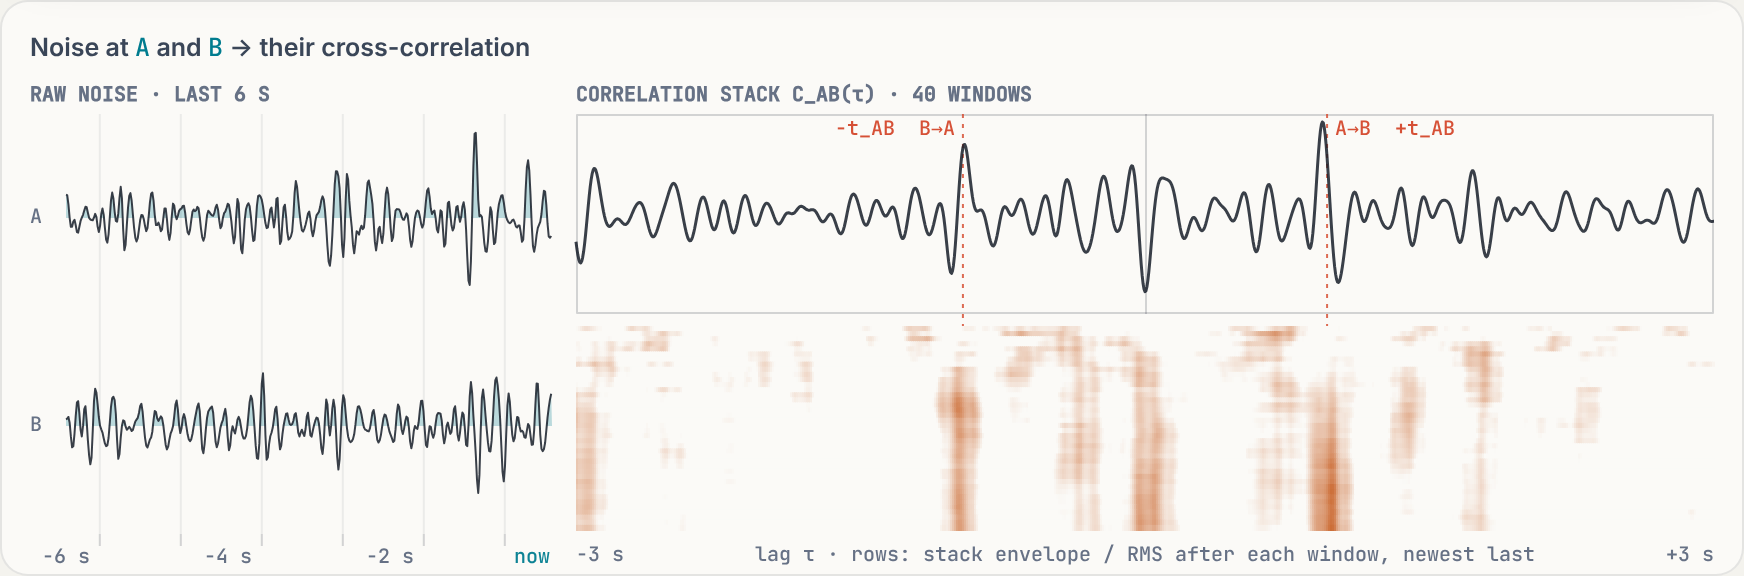 Noise at A and B → their cross-correlation
RAW NOISE · LAST 6 S
CORRELATION STACK C_AB(τ) · 40 WINDOWS
-t_AB B→A
A→B +t_AB
A
B
-6 s
-4 s
-2 s
now
-3 s
lag τ · rows: stack envelope / RMS after each window, newest last
+3 s